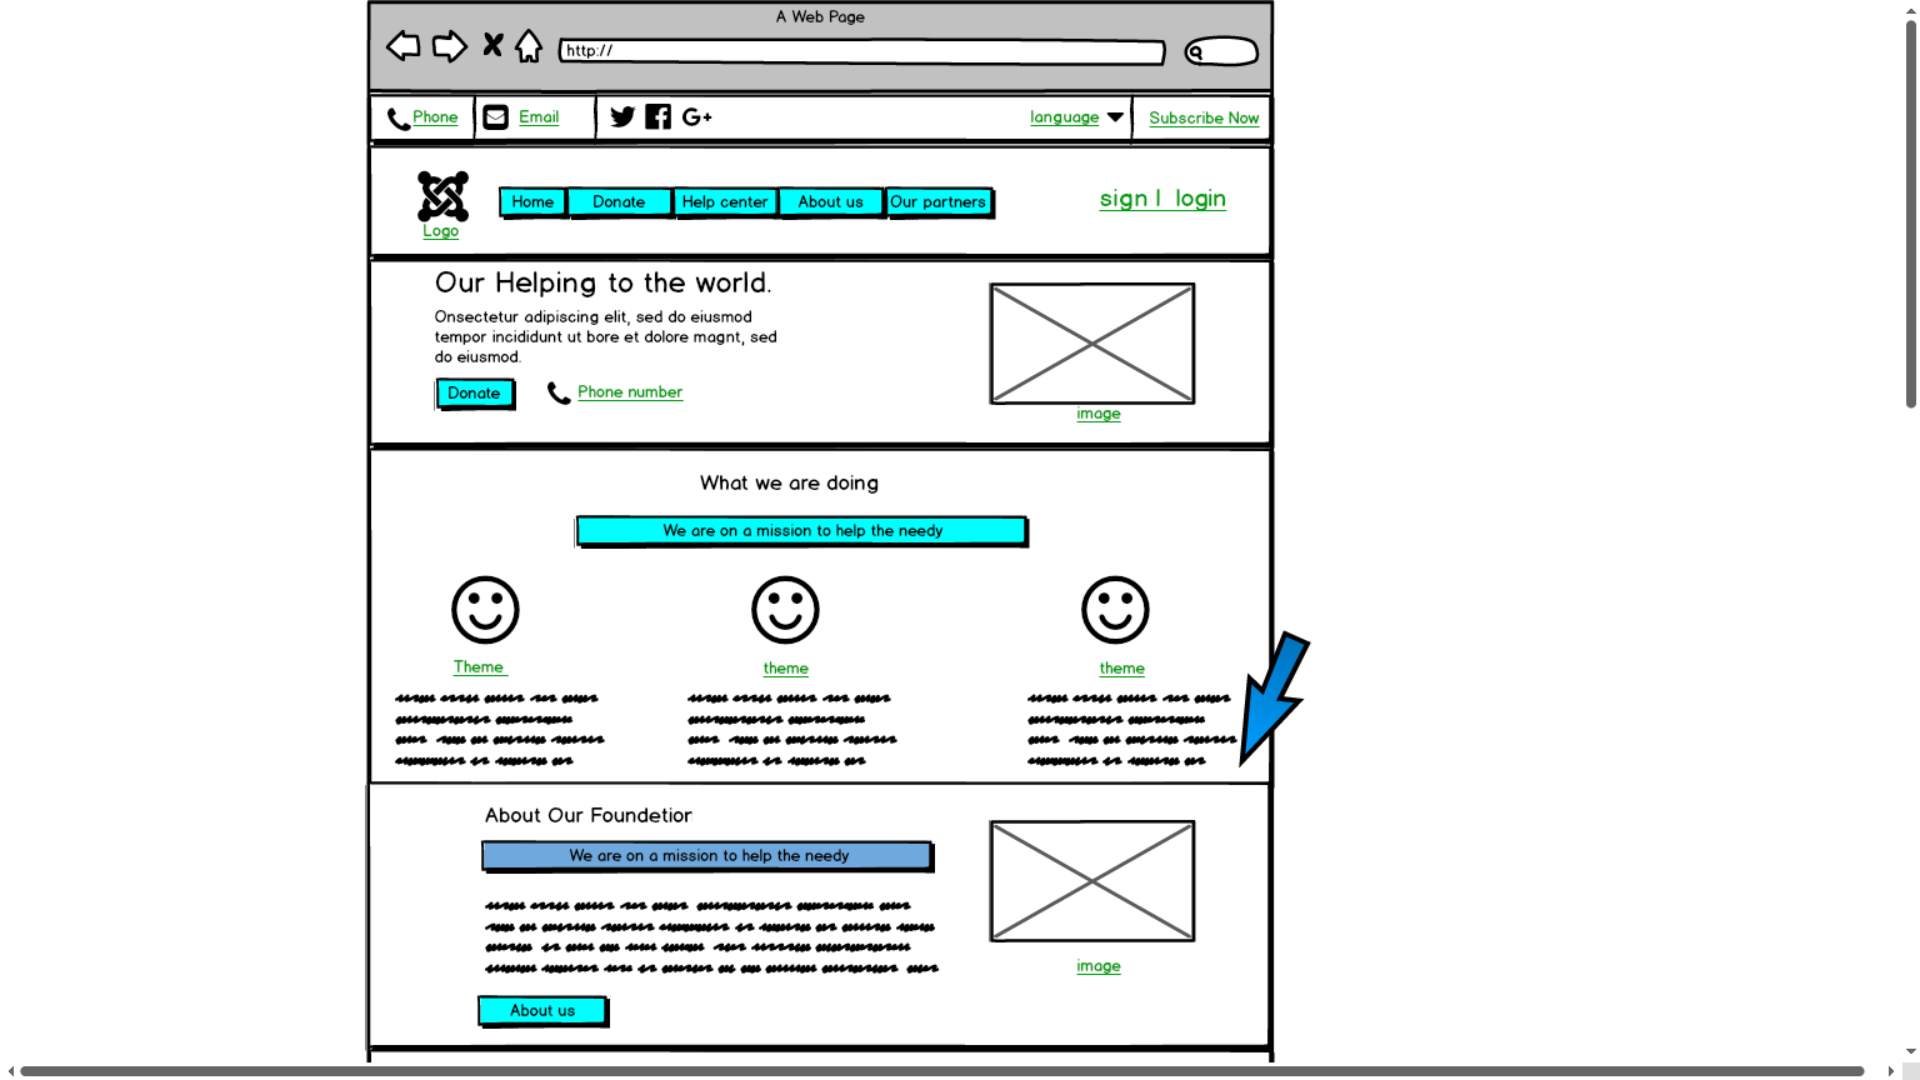 A Web Page
http://
Phone
Email
G+
language
Subscribe Now
Logo
Home
Donate
Help center
About us
Our partners
sign | login
Our Helping to the world.
Onsectetur adipiscing elit, sed do eiusmod
tempor incididunt ut bore et dolore magnt, sed
do eiusmod.
Donate
Phone number
image
What we are doing
We are on a mission to help the needy
Theme
theme
theme
About Our Foundetior
We are on a mission to help the needy
image
About us